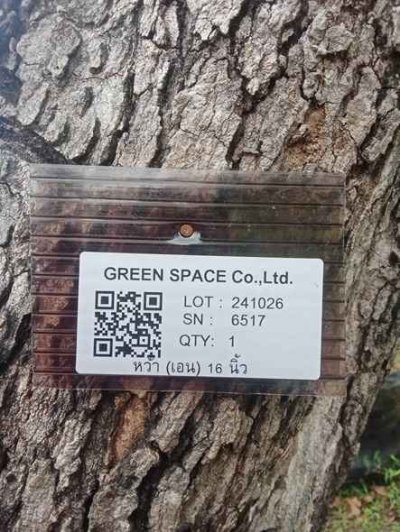 GREEN SPACE Co.,Ltd.
LOT : 241026
SN : 6517
QTY: 1
หว้า (เอน) 16 นิ้ว